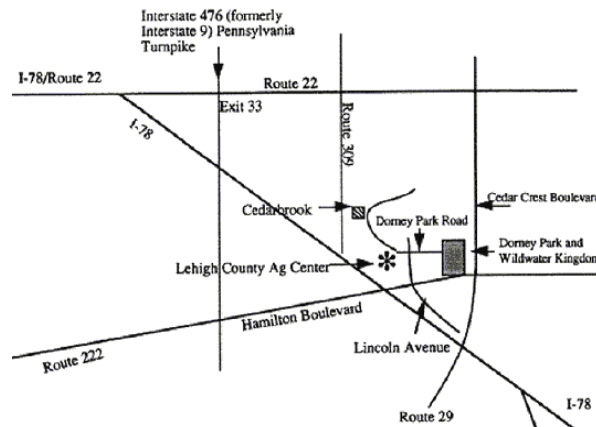 Interstate 476 (formerly
Interstate 9) Pennsylvania
Turnpike
I-78/Route 22
Route 22
I-78
Exit 33
Route 309
Cedarbrook
Cedar Crest Boulevard
Dorney Park Road
Dorney Park and
Wildwater Kingdom
Lehigh County Ag Center
Hamilton Boulevard
Lincoln Avenue
Route 222
I-78
Route 29